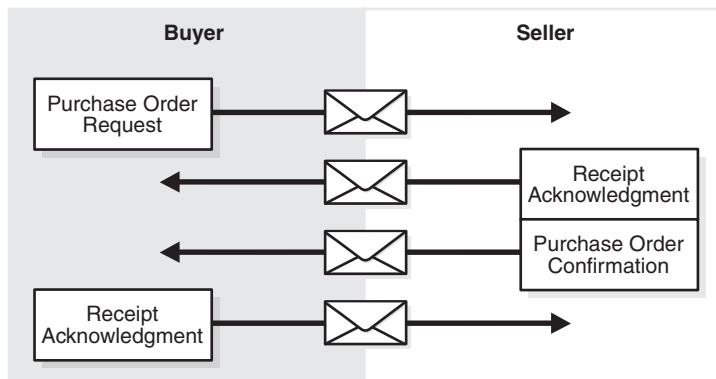 Buyer
Seller
Purchase Order
Request
Receipt
Acknowledgment
Purchase Order
Confirmation
Receipt
Acknowledgment